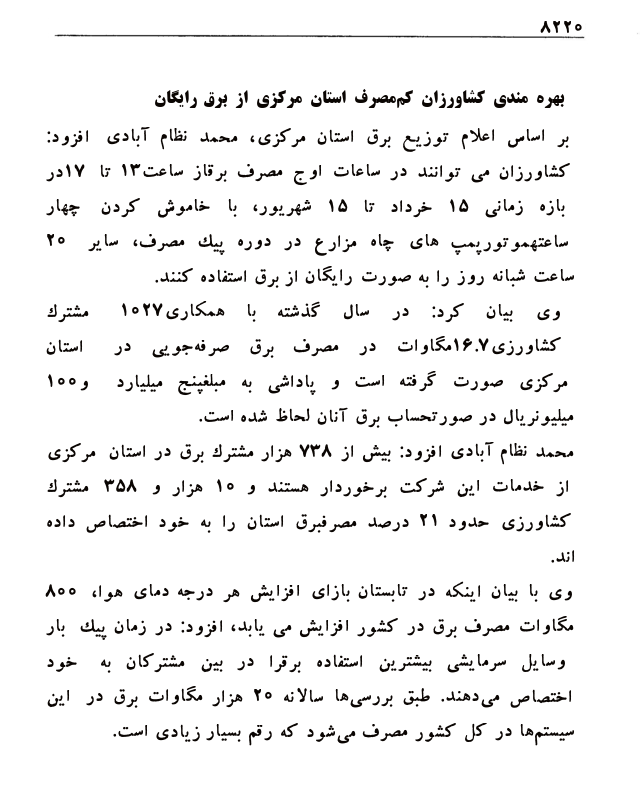 ۸۲۲۰
بهره مندی کشاورزان کم‌مصرف استان مرکزی از برق رایگان
بر اساس اعلام توزیع برق استان مرکزی، محمد نظام آبادی افزود:
کشاورزان می توانند در ساعات اوج مصرف برقاز ساعت۱۳ تا ۱۷در
بازه زمانی ۱۵ خرداد تا ۱۵ شهریور، با خاموش کردن چهار
ساعتهموتورپمپ های چاه مزارع در دوره پیك مصرف، سایر ۲۰
ساعت شبانه روز را به صورت رایگان از برق استفاده کنند.
وی بیان کرد: در سال گذشته با همکاری۱۰۲۷ مشترك
کشاورزی۱۶.۷مگاوات در مصرف برق صرفه‌جویی در استان
مرکزی صورت گرفته است و پاداشی به مبلغپنج میلیارد و۱۰۰
میلیونریال در صورتحساب برق آنان لحاظ شده است.
محمد نظام آبادی افزود: بیش از ۷۳۸ هزار مشترك برق در استان مرکزی
از خدمات این شرکت برخوردار هستند و ۱۰ هزار و ۳۵۸ مشترك
کشاورزی حدود ۲۱ درصد مصرفبرق استان را به خود اختصاص داده
اند.
وی با بیان اینکه در تابستان بازای افزایش هر درجه دمای هوا، ۸۰۰
مگاوات مصرف برق در کشور افزایش می یابد، افزود: در زمان پیك بار
وسایل سرمایشی بیشترین استفاده برقرا در بین مشترکان به خود
اختصاص می‌دهند. طبق بررسی‌ها سالانه ۲۰ هزار مگاوات برق در این
سیستم‌ها در کل کشور مصرف می‌شود که رقم بسیار زیادی است.